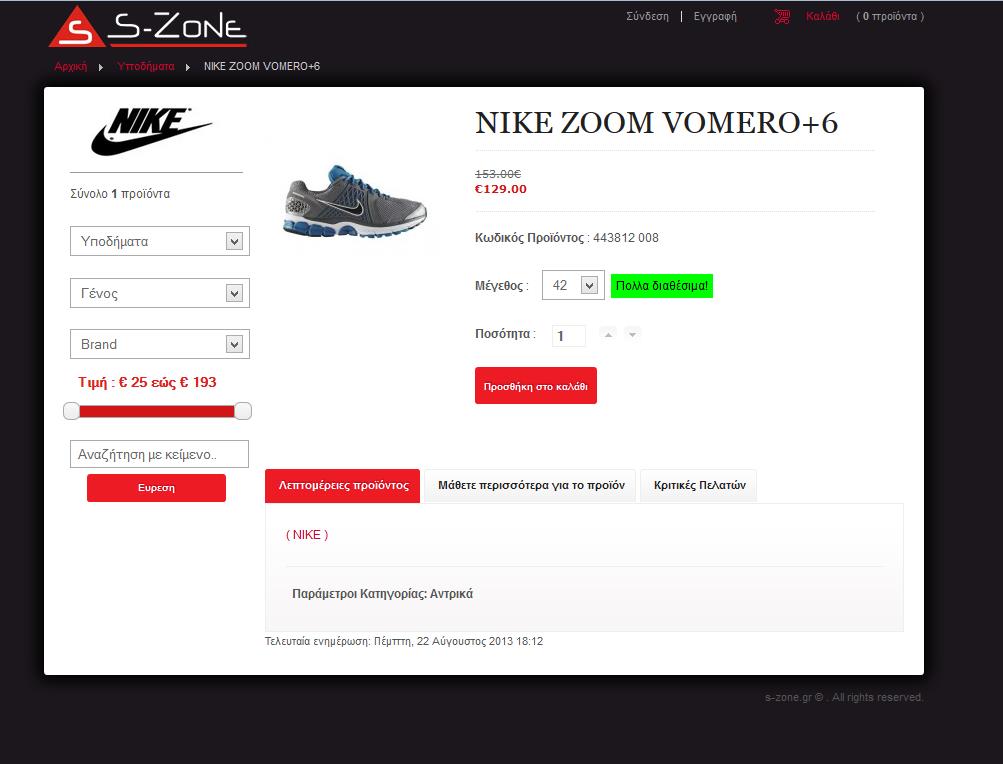 S-ZONE
Σύνδεση | Εγγραφή Καλάθι ( 0 προϊόντα )
Αρχική Υποδήματα NIKE ZOOM VOMERO+6
NIKE
Σύνολο 1 προϊόντα
Υποδήματα
Γένος
Brand
Τιμή : € 25 εώς € 193
Αναζήτηση με κείμενο..
Ευρεση
NIKE ZOOM VOMERO+6
153.00€
€129.00
Κωδικός Προϊόντος : 443812 008
Μέγεθος : 42 Πολλα διαθέσιμα!
Ποσότητα : 1
Προσθήκη στο καλάθι
Λεπτομέρειες προϊόντος Μάθετε περισσότερα για το προϊόν Κριτικές Πελατών
( NIKE )
Παράμετροι Κατηγορίας: Αντρικά
Τελευταία ενημέρωση: Πέμπτη, 22 Αύγουστος 2013 18:12
s-zone.gr © . All rights reserved.